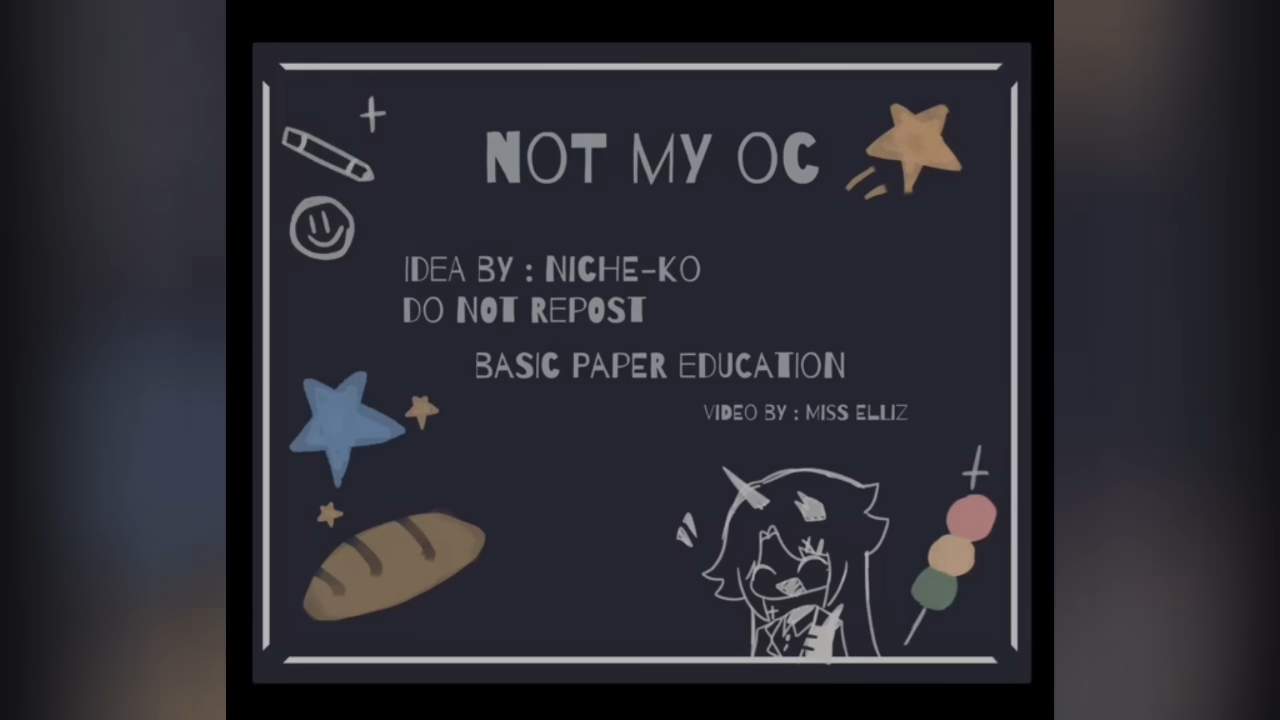 NOT MY OC
IDEA BY : NICHE-KO
DO NOT REPOST
BASIC PAPER EDUCATION
VIDEO BY : MISS ELLIZ